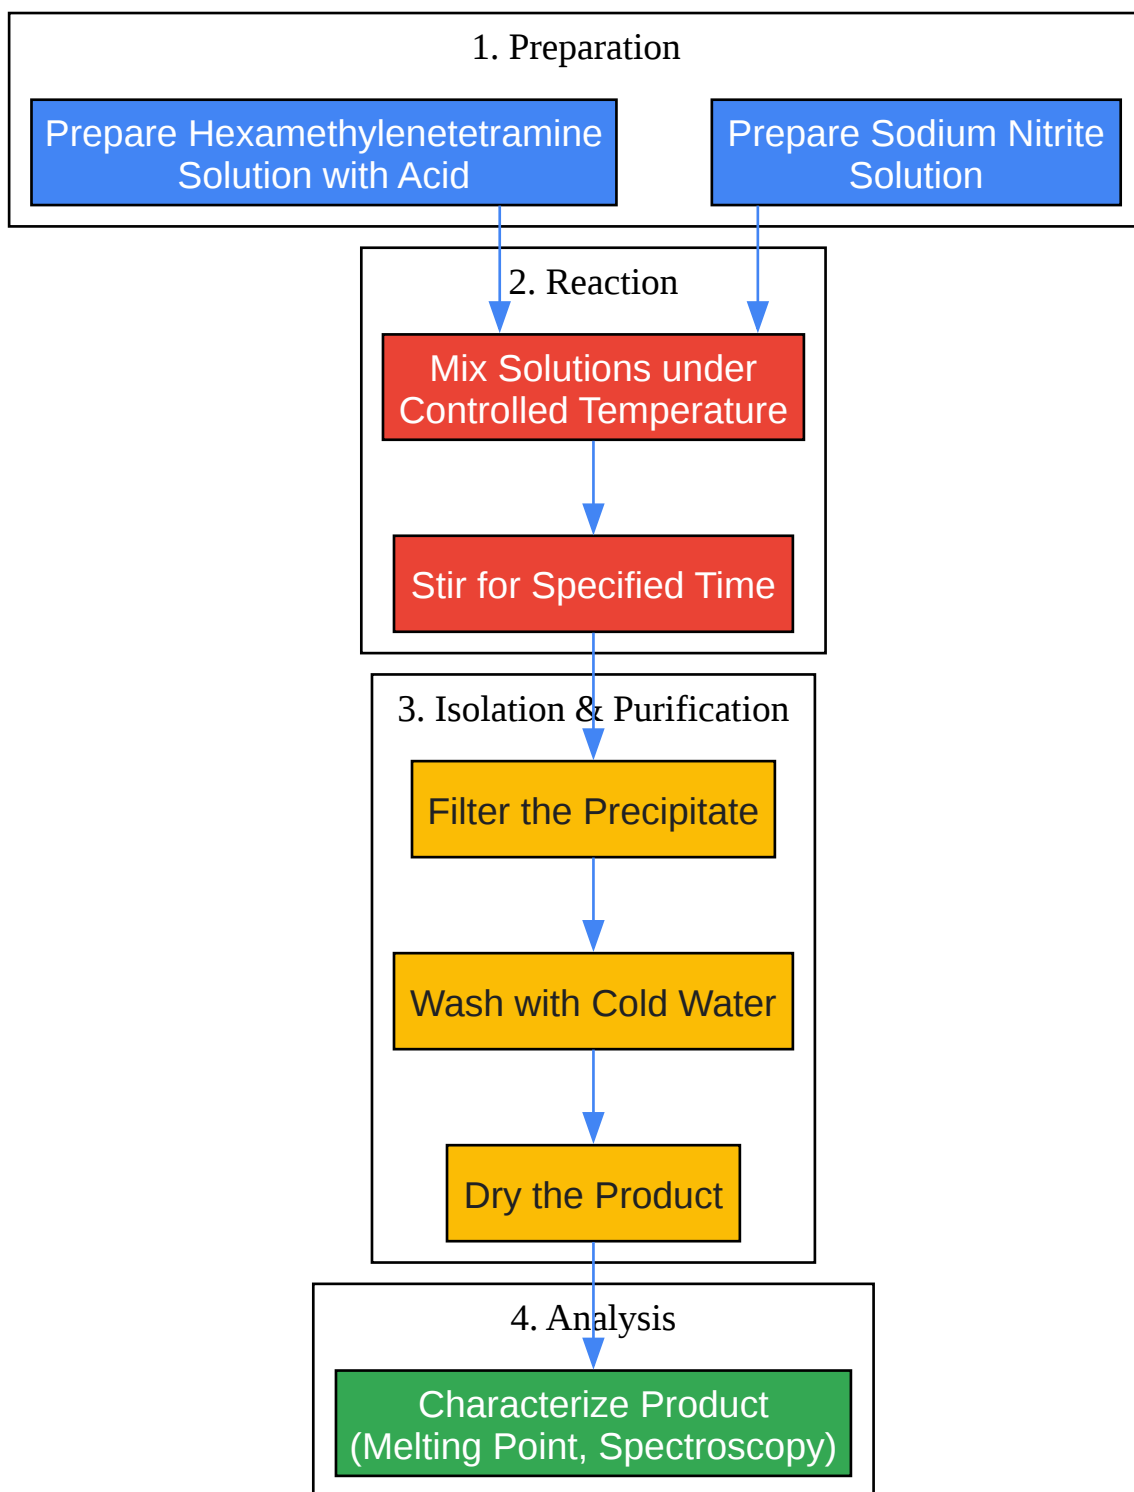 1. Preparation
Prepare Hexamethylenetetramine
Solution with Acid
Prepare Sodium Nitrite
Solution
2. Reaction
Mix Solutions under
Controlled Temperature
Stir for Specified Time
3. Isolation & Purification
Filter the Precipitate
Wash with Cold Water
Dry the Product
4. Analysis
Characterize Product
(Melting Point, Spectroscopy)